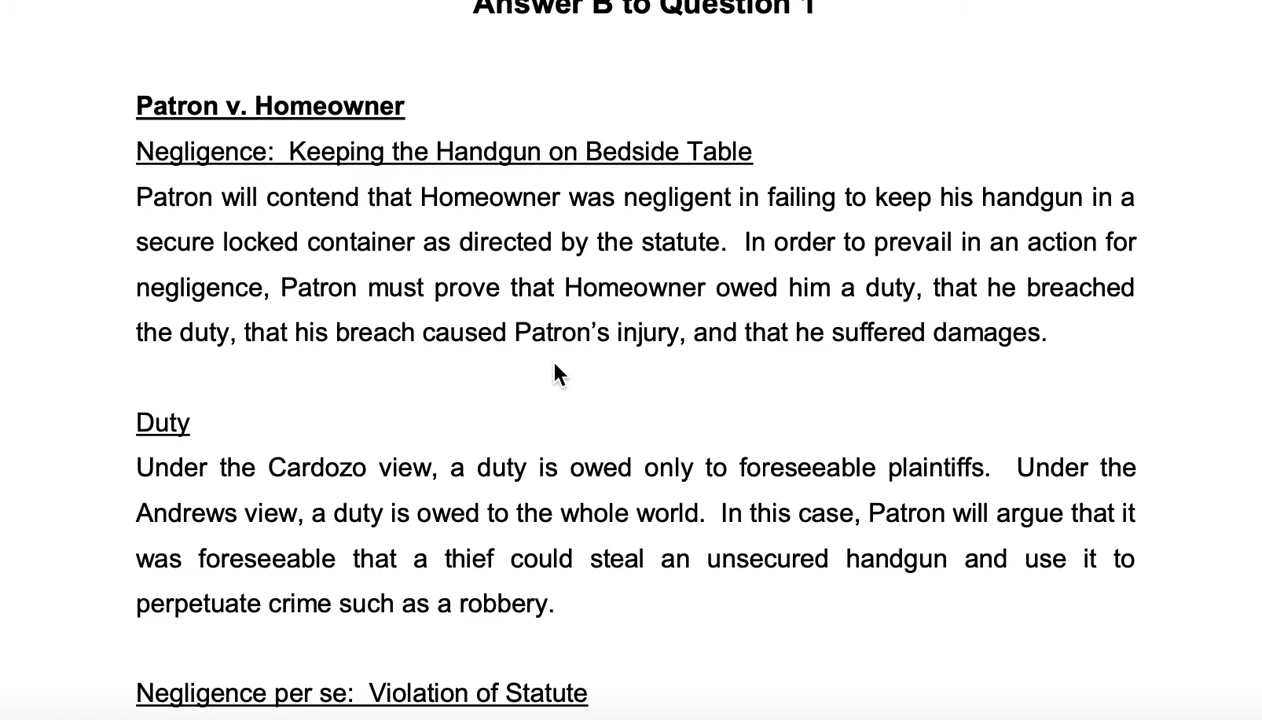 Answer B to Question 1
Patron v. Homeowner
Negligence:  Keeping the Handgun on Bedside Table
Patron will contend that Homeowner was negligent in failing to keep his handgun in a
secure locked container as directed by the statute.  In order to prevail in an action for
negligence, Patron must prove that Homeowner owed him a duty, that he breached
the duty, that his breach caused Patron’s injury, and that he suffered damages.
Duty
Under the Cardozo view, a duty is owed only to foreseeable plaintiffs.  Under the
Andrews view, a duty is owed to the whole world.  In this case, Patron will argue that it
was foreseeable that a thief could steal an unsecured handgun and use it to
perpetuate crime such as a robbery.
Negligence per se:  Violation of Statute